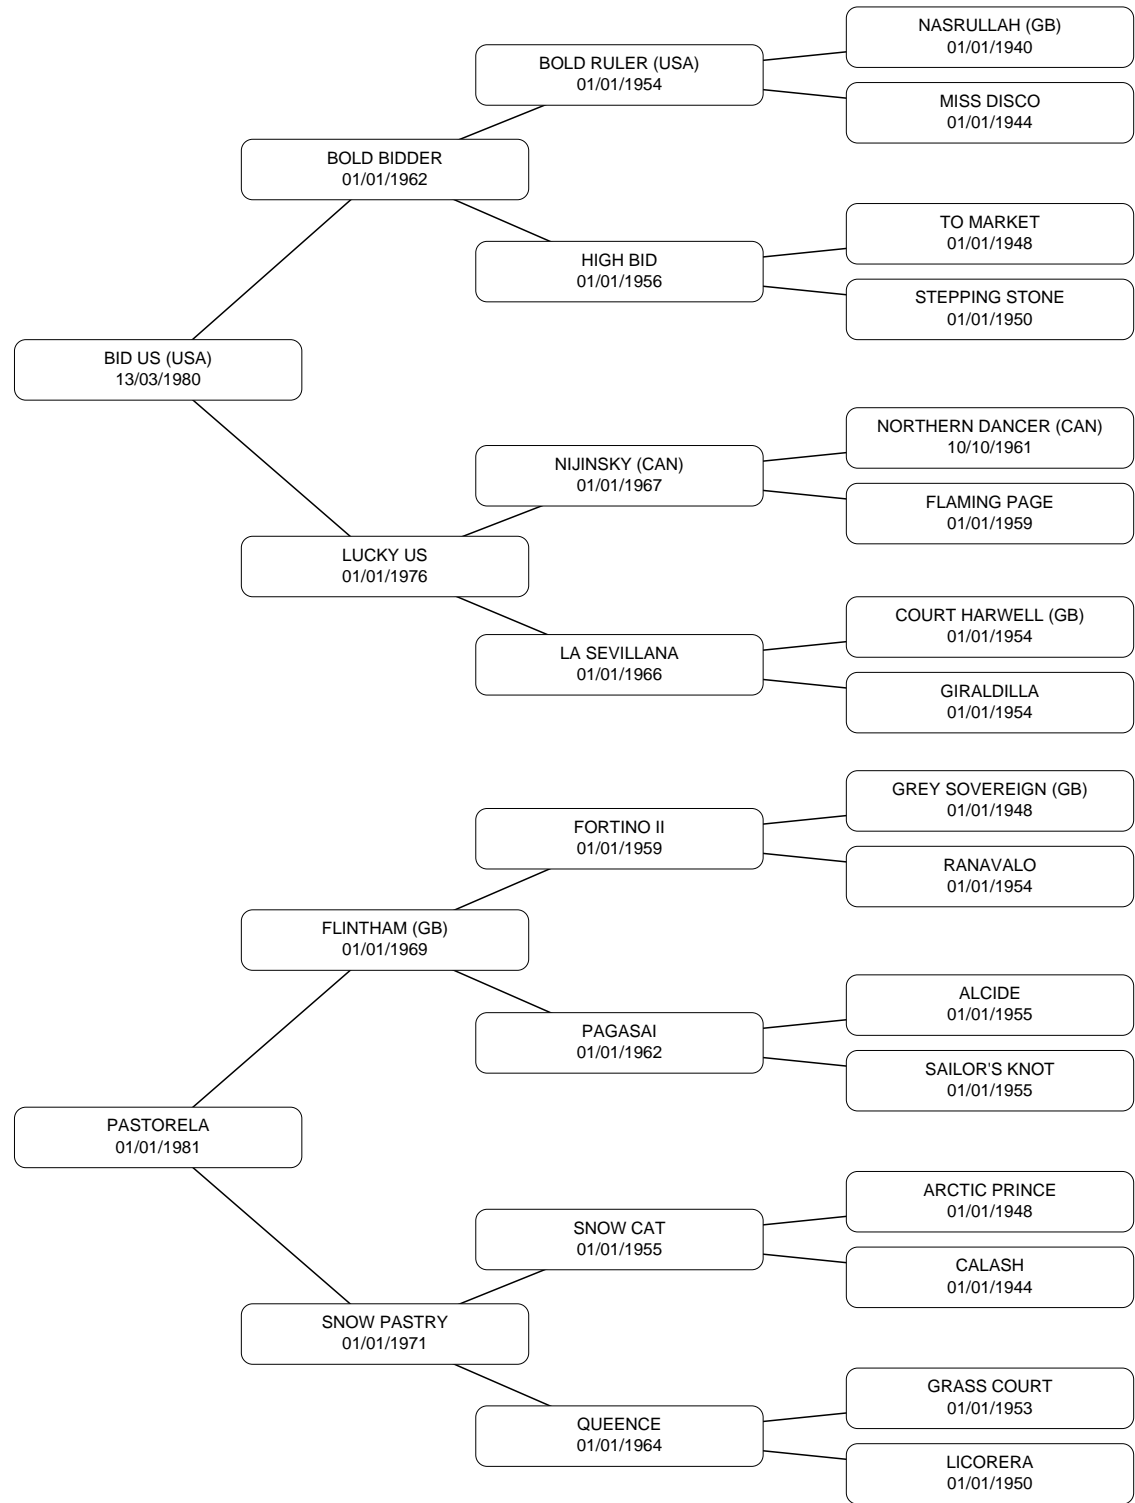 NASRULLAH (GB)
01/01/1940
BOLD RULER (USA)
01/01/1954
MISS DISCO
01/01/1944
BOLD BIDDER
01/01/1962
TO MARKET
01/01/1948
HIGH BID
01/01/1956
STEPPING STONE
01/01/1950
BID US (USA)
13/03/1980
NORTHERN DANCER (CAN)
10/10/1961
NIJINSKY (CAN)
01/01/1967
FLAMING PAGE
01/01/1959
LUCKY US
01/01/1976
COURT HARWELL (GB)
01/01/1954
LA SEVILLANA
01/01/1966
GIRALDILLA
01/01/1954
GREY SOVEREIGN (GB)
01/01/1948
FORTINO II
01/01/1959
RANAVALO
01/01/1954
FLINTHAM (GB)
01/01/1969
ALCIDE
01/01/1955
PAGASAI
01/01/1962
SAILOR'S KNOT
01/01/1955
PASTORELA
01/01/1981
ARCTIC PRINCE
01/01/1948
SNOW CAT
01/01/1955
CALASH
01/01/1944
SNOW PASTRY
01/01/1971
GRASS COURT
01/01/1953
QUEENCE
01/01/1964
LICORERA
01/01/1950